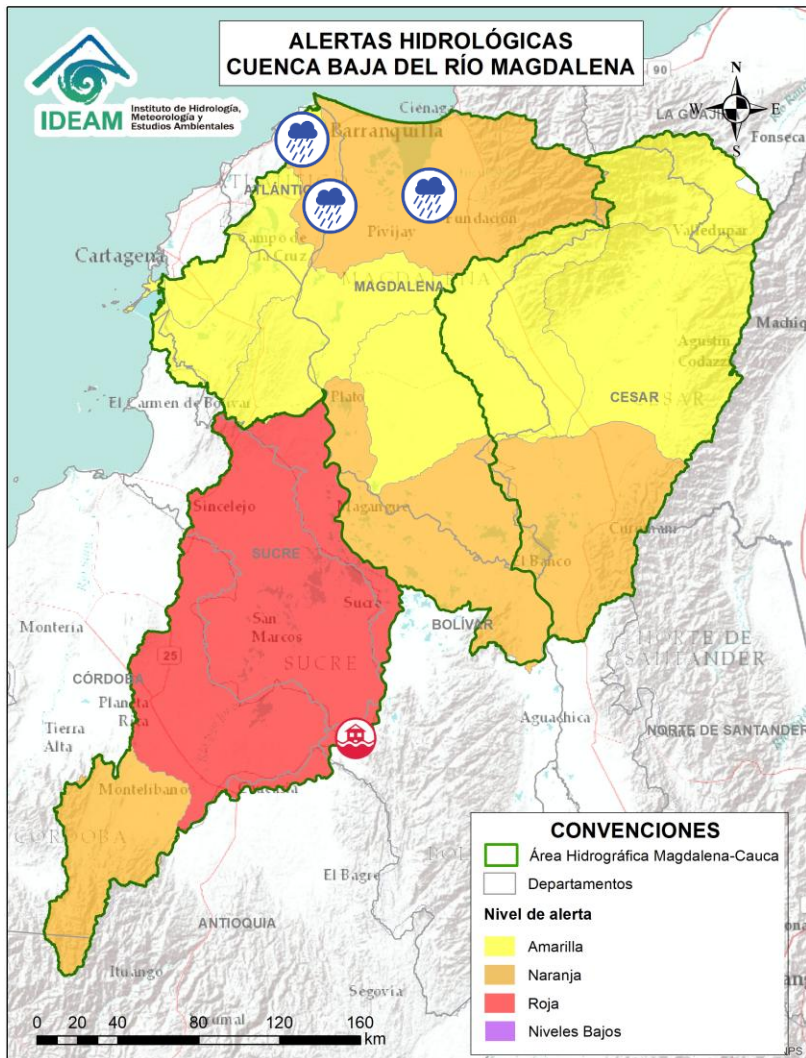 ALERTAS HIDROLÓGICAS
CUENCA BAJA DEL RÍO MAGDALENA
IDEAM
Instituto de Hidrología,
Meteorología y
Estudios Ambientales
N
W
E
S
90
Ciénaga
LA GUAJIRA
Barranquilla
Fonseca
ATLÁNTICO
Fundación
Valledupar
Pivijay
Campo de
la Cruz
Cartagena
MAGDALENA
MAGDALENA
Agustín
Codazzi
CESAR
Plato
El Carmen de Bolívar
Sincelejo
Magangue
Curumaní
SUCRE
El Banco
Sucre
San
Marcos
BOLÍVAR
SUCRE
NORTE DE
SANTANDER
Montería
25
CÓRDOBA
Planeta
Rica
Tierra
Alta
Aguachica
NORTE DE SANTANDER
Montelíbano
CÓRDOBA
El Bagre
ANTIOQUIA
Ituango
Segovia
CONVENCIONES
Área Hidrográfica Magdalena-Cauca
Departamentos
Nivel de alerta
Amarilla
Naranja
Roja
Niveles Bajos
0 20 40 80 120 160
km